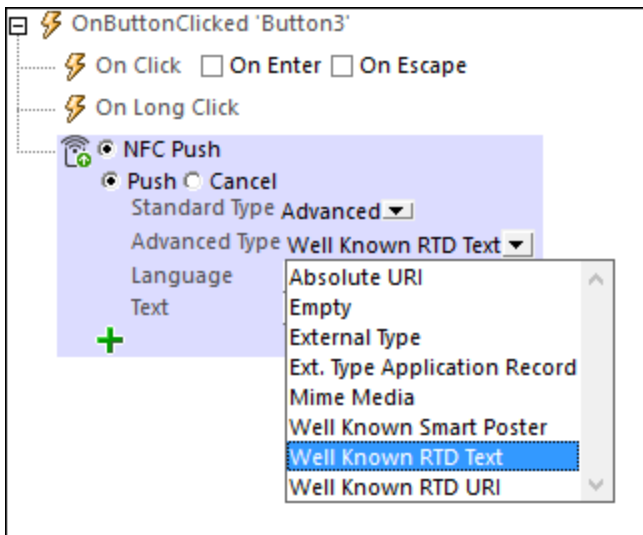 OnButtonClicked 'Button3'
On Click On Enter On Escape
On Long Click
NFC Push
Push Cancel
Standard Type Advanced
Advanced Type Well Known RTD Text
Language
Text
Absolute URI
Empty
External Type
Ext. Type Application Record
Mime Media
Well Known Smart Poster
Well Known RTD Text
Well Known RTD URI